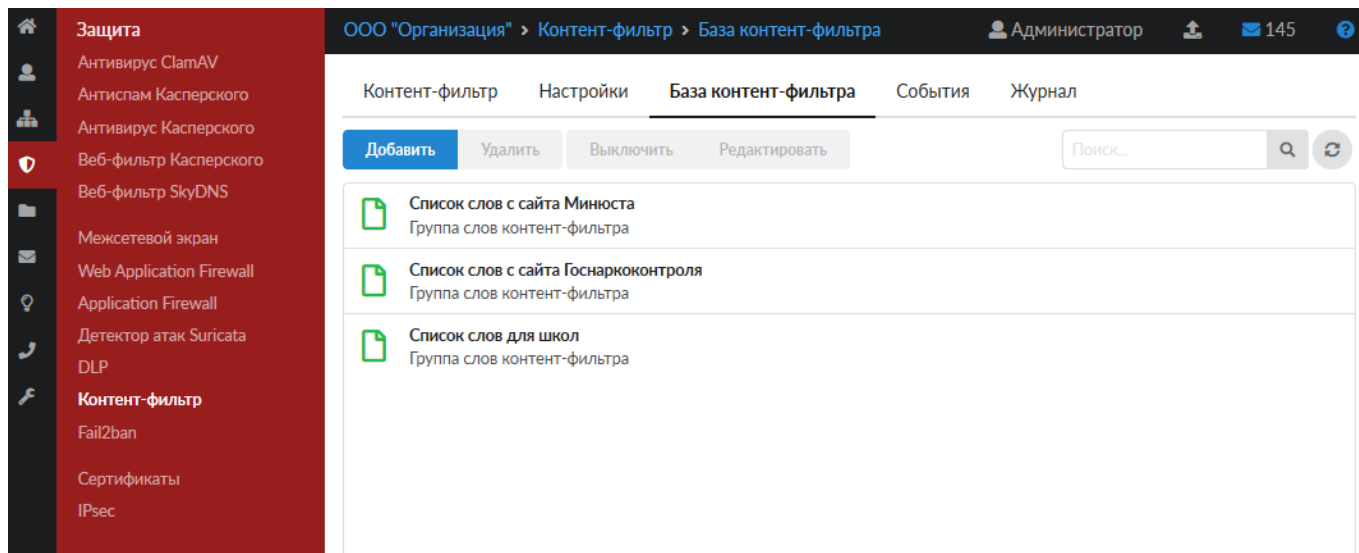 Защита
Антивирус ClamAV
Антиспам Касперского
Антивирус Касперского
Веб-фильтр Касперского
Веб-фильтр SkyDNS
Межсетевой экран
Web Application Firewall
Application Firewall
Детектор атак Suricata
DLP
Контент-фильтр
Fail2ban
Сертификаты
IPsec
ООО "Организация" > Контент-фильтр > База контент-фильтра
Администратор
145
Контент-фильтр Настройки База контент-фильтра События Журнал
Добавить Удалить Выключить Редактировать Поиск...
Список слов с сайта Минюста
Группа слов контент-фильтра
Список слов с сайта Госнаркоконтроля
Группа слов контент-фильтра
Список слов для школ
Группа слов контент-фильтра